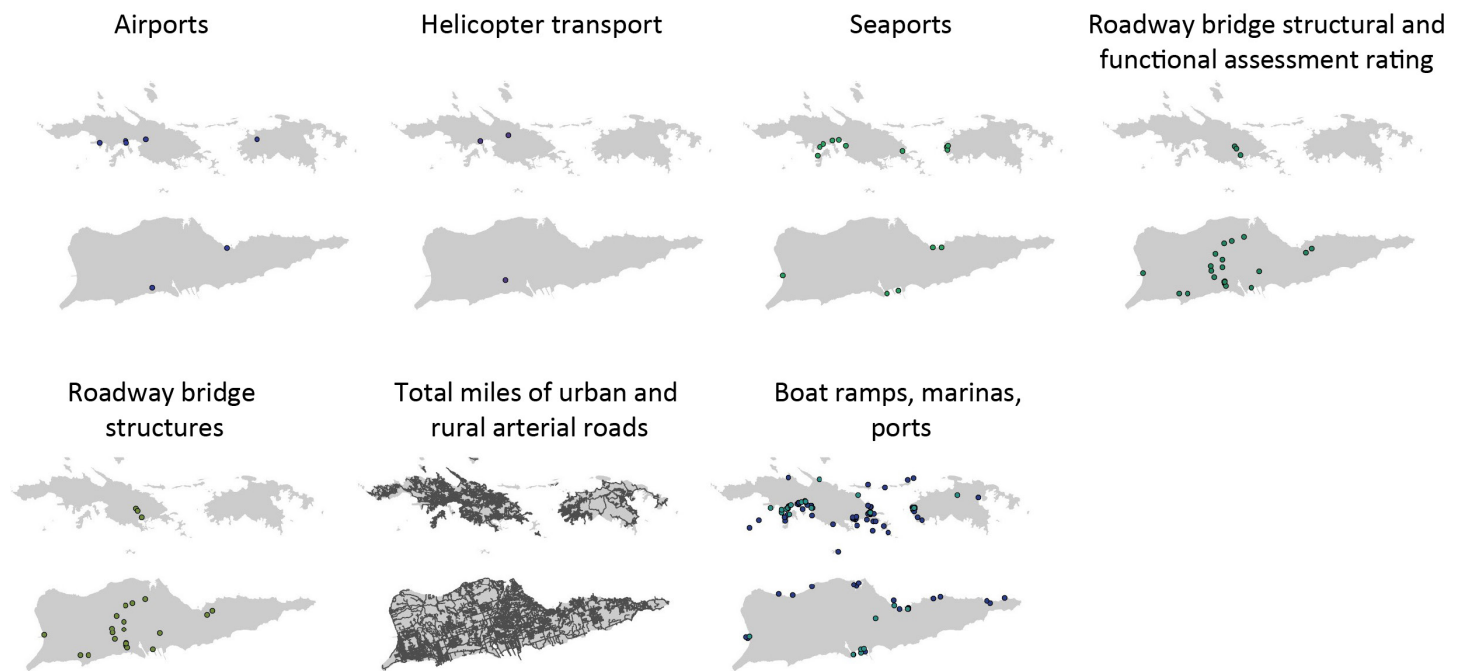 Airports
Helicopter transport
Seaports
Roadway bridge structural and
functional assessment rating
Roadway bridge
structures
Total miles of urban and
rural arterial roads
Boat ramps, marinas,
ports